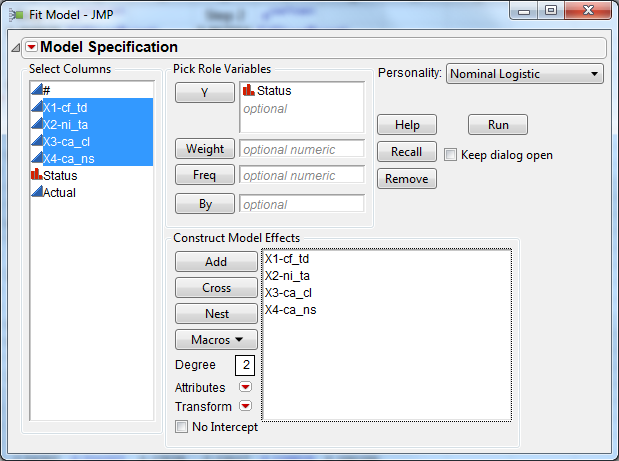 Fit Model - JMP
Model Specification
Select Columns
#
X1-cf_td
X2-ni_ta
X3-ca_cl
X4-ca_ns
Status
Actual
Pick Role Variables
Y
Status
optional
Weight
optional numeric
Freq
optional numeric
By
optional
Personality:
Nominal Logistic
Help
Run
Recall
Keep dialog open
Remove
Construct Model Effects
Add
Cross
Nest
Macros
Degree
2
Attributes
Transform
No Intercept
X1-cf_td
X2-ni_ta
X3-ca_cl
X4-ca_ns